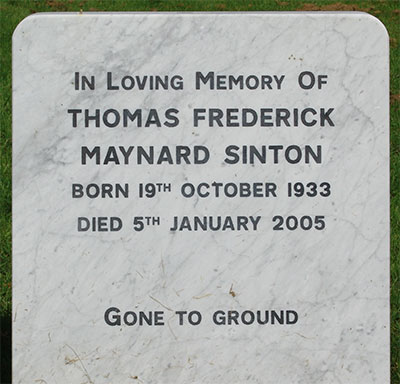 In Loving Memory Of
THOMAS FREDERICK
MAYNARD SINTON
BORN 19TH OCTOBER 1933
DIED 5TH JANUARY 2005
GONE TO GROUND